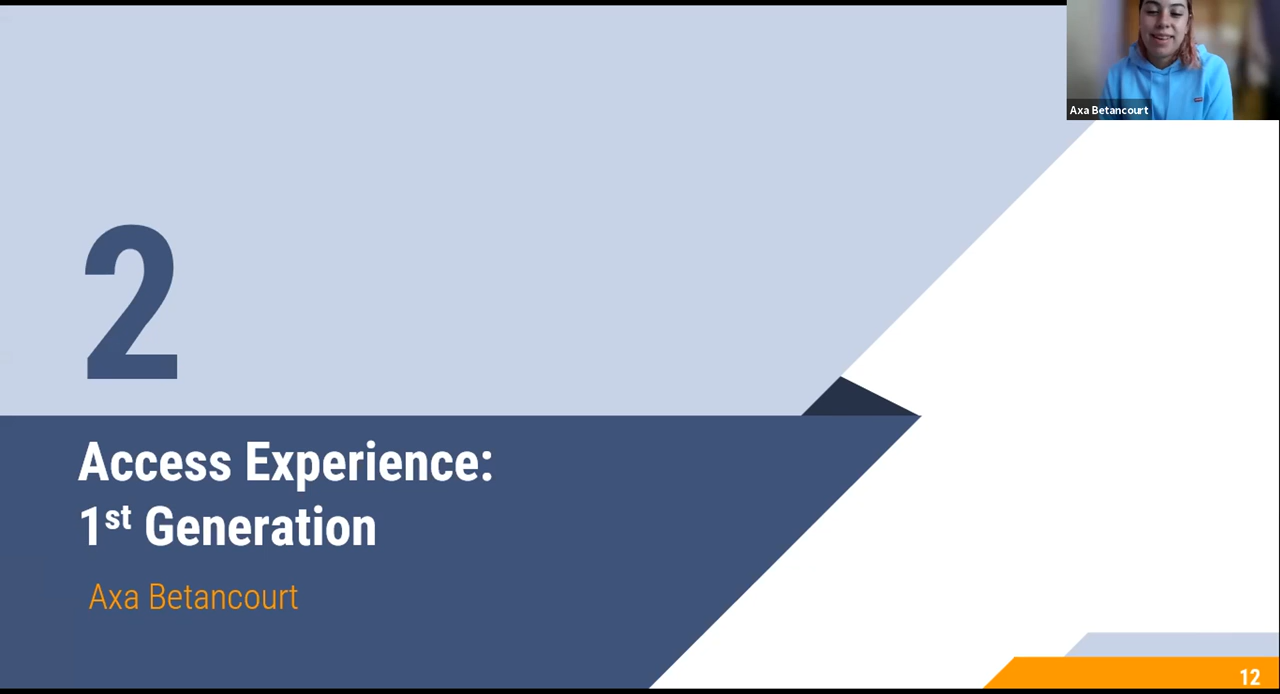 Axa Betancourt
2
Access Experience:
1st Generation
Axa Betancourt
12